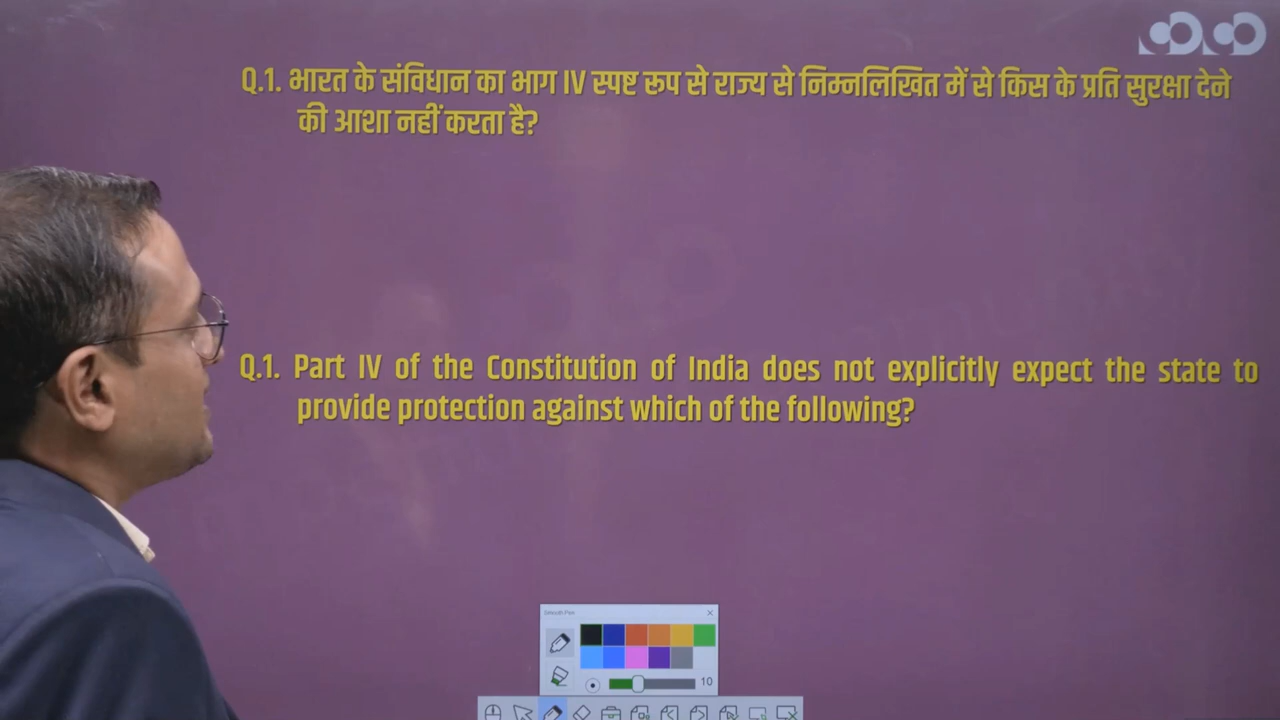 Q.1. भारत के संविधान का भाग IV स्पष्ट रूप से राज्य से निम्नलिखित में से किस के प्रति सुरक्षा देने
की आशा नहीं करता है?
Q.1. Part IV of the Constitution of India does not explicitly expect the state to
provide protection against which of the following?
10